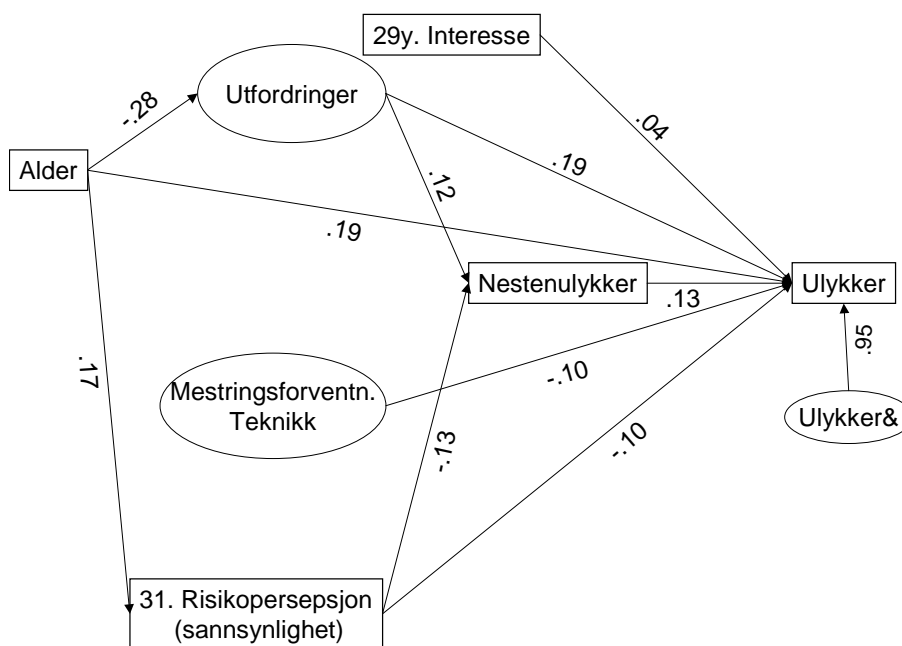 29y. Interesse
Utfordringer
-.28
.04
Alder
.12
.19
.19
Nestenulykker
Ulykker
.13
.17
.95
Mestringsforventn.
Teknikk
-.10
Ulykker&
-.13
-.10
31. Risikopersepsjon
(sannsynlighet)